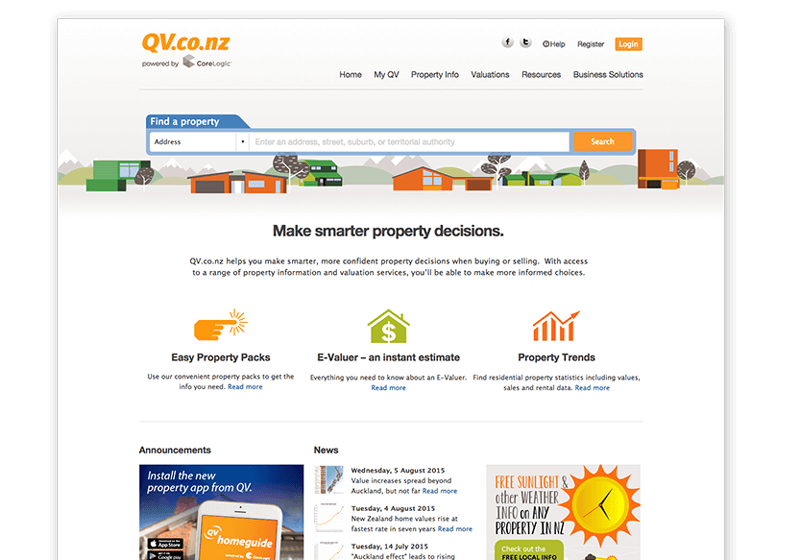 QV.co.nz
powered by CoreLogic
Help Register Login
Home My QV Property Info Valuations Resources Business Solutions
Find a property
Address Enter an address, street, suburb, or territorial authority Search
Make smarter property decisions.
QV.co.nz helps you make smarter, more confident property decisions when buying or selling. With access
to a range of property information and valuation services, you'll be able to make more informed choices.
Easy Property Packs
Use our convenient property packs to get the
info you need. Read more
E-Valuer – an instant estimate
Everything you need to know about an E-Valuer.
Read more
Property Trends
Find residential property statistics including values,
sales and rental data. Read more
Announcements
Install the new
property app from QV.
App Store
Google play
QV homeguide
News
Wednesday, 5 August 2015
Value increases spread beyond
Auckland, but not far Read more
Tuesday, 4 August 2015
New Zealand home values rise at
fastest rate in seven years Read more
Tuesday, 14 July 2015
"Auckland effect" leads to rising
FREE SUNLIGHT &
other WEATHER
INFO on ANY
PROPERTY IN NZ
Check out the
FREE LOCAL INFO